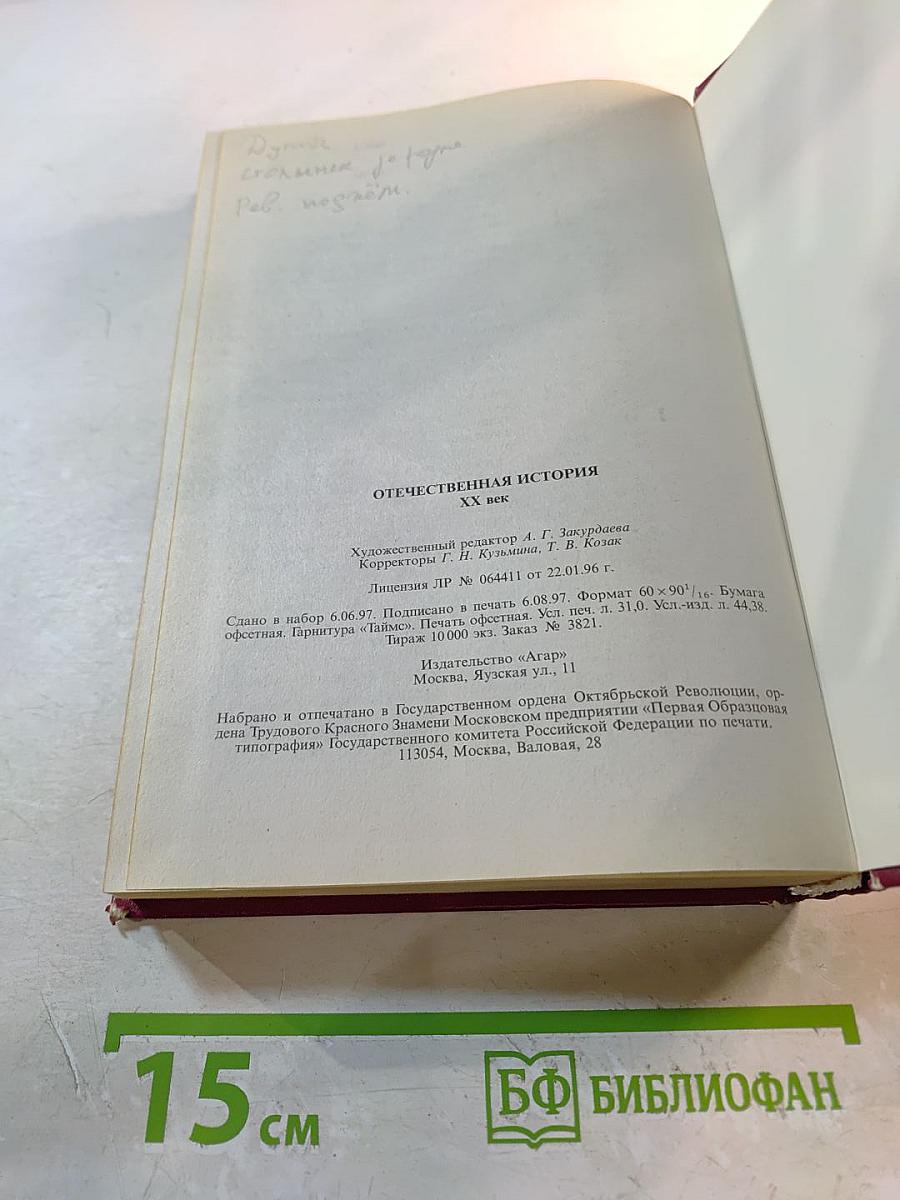 Рев. подъём.
ОТЕЧЕСТВЕННАЯ ИСТОРИЯ
XX век
Художественный редактор А. Г. Закурдаева
Корректоры Г. Н. Кузьмина, Т. В. Козак
Лицензия ЛР № 064411 от 22.01.96 г.
Сдано в набор 6.06.97. Подписано в печать 6.08.97. Формат 60×90¹/₁₆. Бумага
офсетная. Гарнитура «Таймс». Печать офсетная. Усл. печ. л. 31,0. Усл.-изд. л. 44,38.
Тираж 10 000 экз. Заказ № 3821.
Издательство «Агар»
Москва, Яузская ул., 11
Набрано и отпечатано в Государственном ордена Октябрьской Революции, ор-
дена Трудового Красного Знамени Московском предприятии «Первая Образцовая
типография» Государственного комитета Российской Федерации по печати.
113054, Москва, Валовая, 28
15 см
БФ БИБЛИОФАН